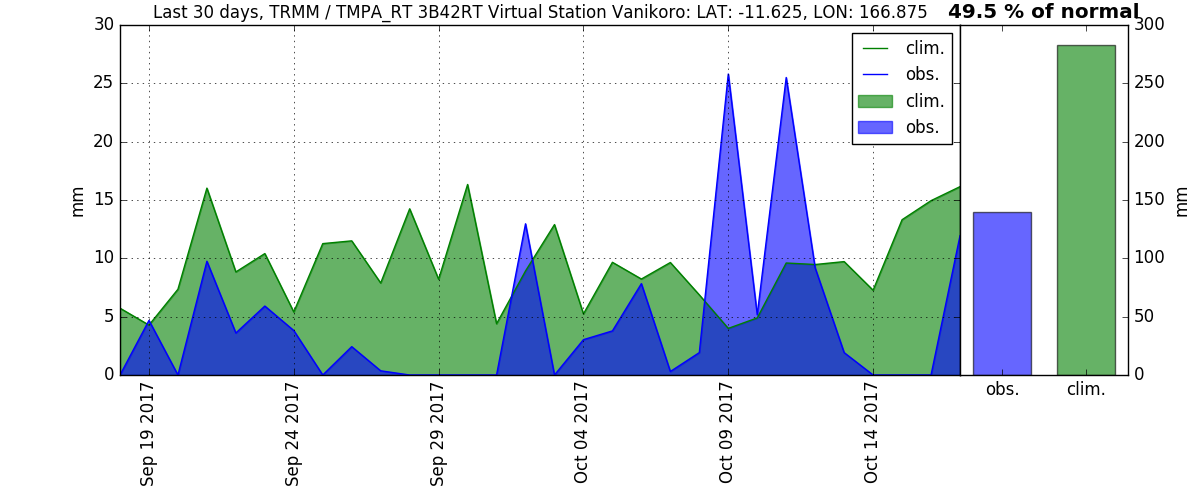 Last 30 days, TRMM / TMPA_RT 3B42RT Virtual Station Vanikoro: LAT: -11.625, LON: 166.875
49.5 % of normal
30
25
20
15
10
5
0
mm
clim.
obs.
clim.
obs.
300
250
200
150
100
50
0
mm
Sep 19 2017
Sep 24 2017
Sep 29 2017
Oct 04 2017
Oct 09 2017
Oct 14 2017
obs.
clim.